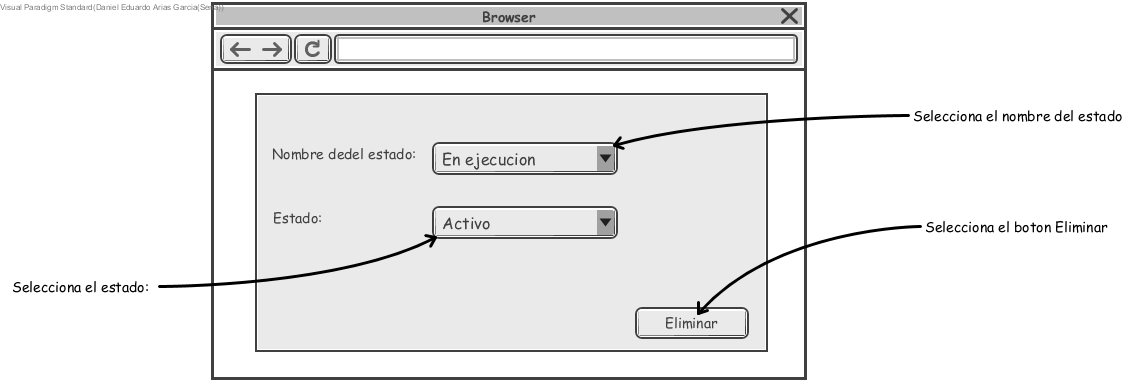 Visual Paradigm Standard(Daniel Eduardo Arias Garcia(Sena))
Browser
Selecciona el nombre del estado
Nombre dedel estado:
En ejecucion
Estado:
Activo
Selecciona el boton Eliminar
Selecciona el estado:
Eliminar